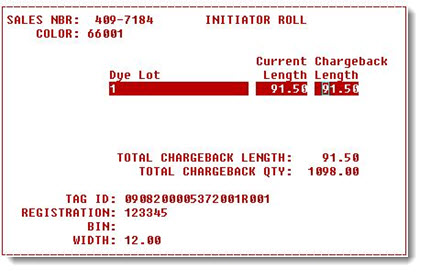 SALES NBR: 409-7184 INITIATOR ROLL
COLOR: 66001
Current Chargeback
Dye Lot Length Length
1 91.50 91.50
TOTAL CHARGEBACK LENGTH: 91.50
TOTAL CHARGEBACK QTY: 1098.00
TAG ID: 0908200005372001R001
REGISTRATION: 123345
BIN:
WIDTH: 12.00